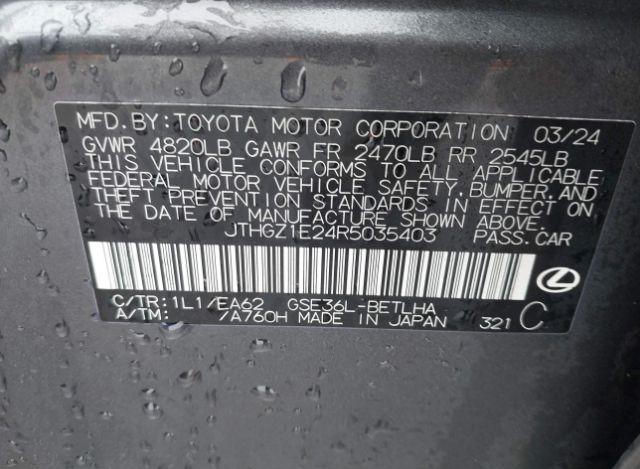 MFD.BY:TOYOTA MOTOR CORPORATION 03/24
GVWR 4820LB GAWR FR 2470LB RR 2545LB
THIS VEHICLE CONFORMS TO ALL APPLICABLE
FEDERAL MOTOR VEHICLE SAFETY, BUMPER, AND
THEFT PREVENTION STANDARDS IN EFFECT ON
THE DATE OF MANUFACTURE SHOWN ABOVE.
JTHGZ1E24R5035403 PASS.CAR
C/TR:1L1/EA62 GSE36L-BETLHA
A/TM: /A760H MADE IN JAPAN 321 C